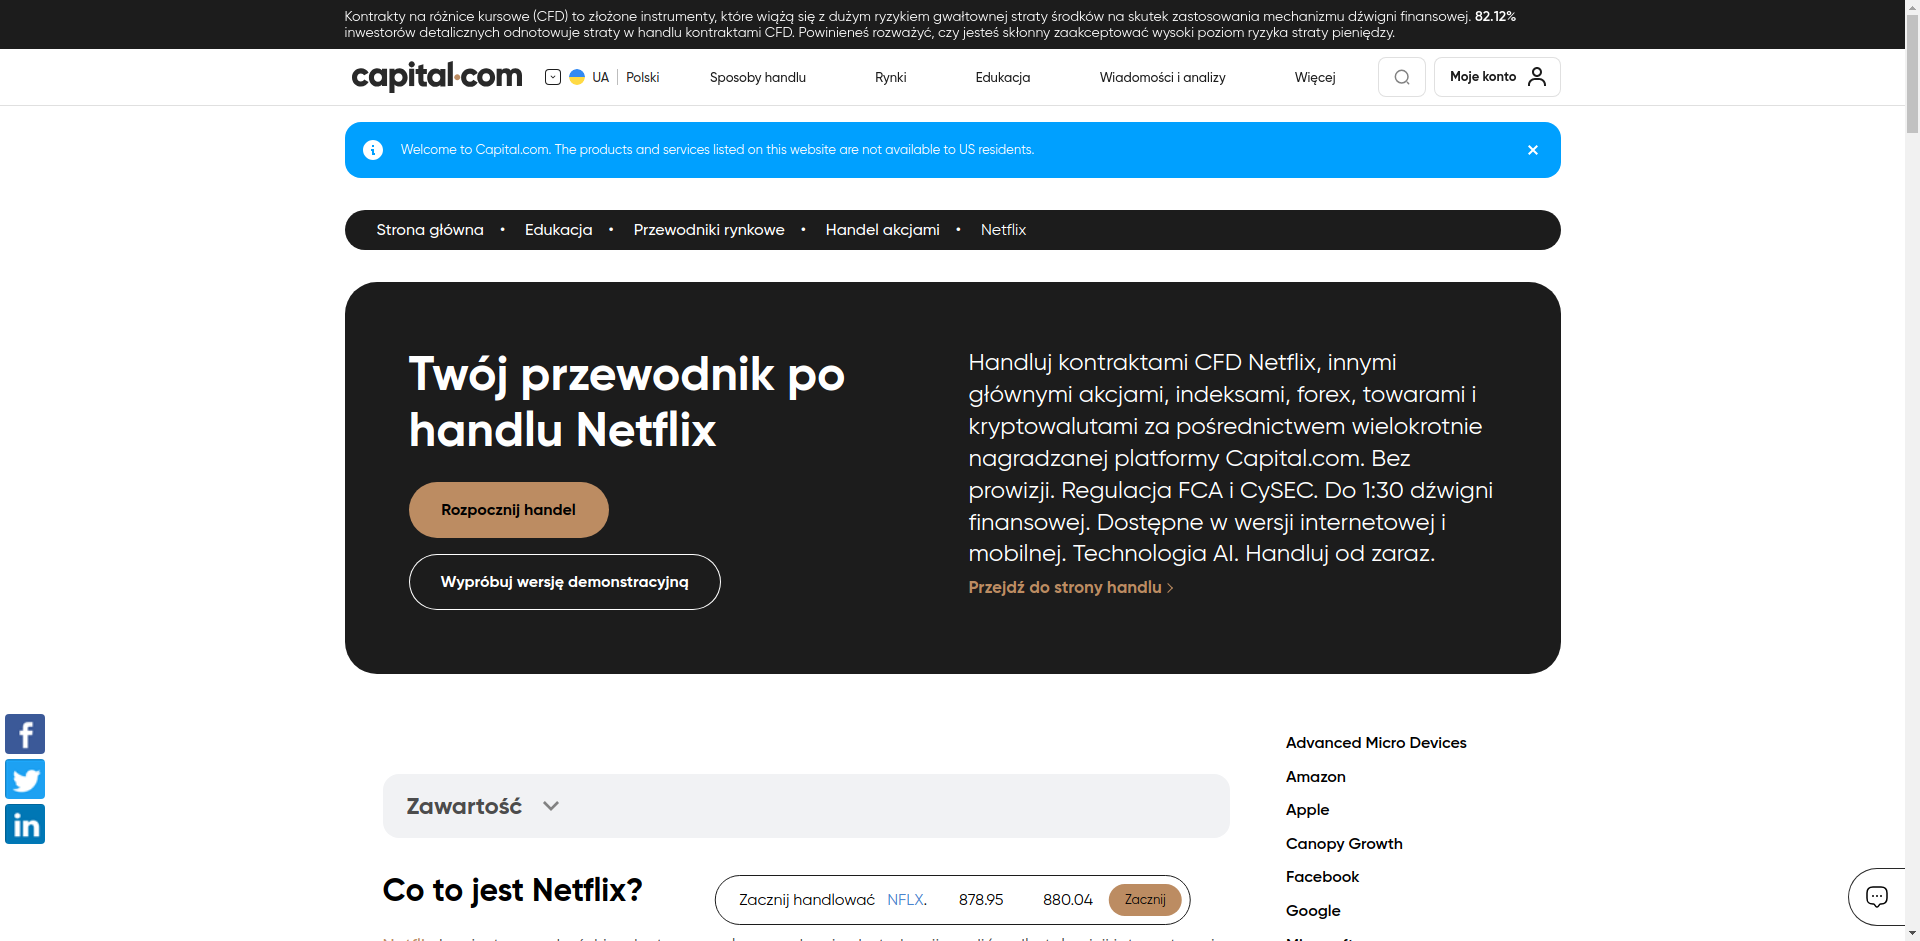 Kontrakty na różnice kursowe (CFD) to złożone instrumenty, które wiążą się z dużym ryzykiem gwałtownej straty środków na skutek zastosowania mechanizmu dźwigni finansowej. 82.12%
inwestorów detalicznych odnotowuje straty w handlu kontraktami CFD. Powinieneś rozważyć, czy jesteś skłonny zaakceptować wysoki poziom ryzyka straty pieniędzy.
capital.com UA Polski Sposoby handlu Rynki Edukacja Wiadomości i analizy Więcej Moje konto
Welcome to Capital.com. The products and services listed on this website are not available to US residents.
Strona główna • Edukacja • Przewodniki rynkowe • Handel akcjami • Netflix
Twój przewodnik po
handlu Netflix
Rozpocznij handel
Wypróbuj wersję demonstracyjną
Handluj kontraktami CFD Netflix, innymi
głównymi akcjami, indeksami, forex, towarami i
kryptowalutami za pośrednictwem wielokrotnie
nagradzanej platformy Capital.com. Bez
prowizji. Regulacja FCA i CySEC. Do 1:30 dźwigni
finansowej. Dostępne w wersji internetowej i
mobilnej. Technologia AI. Handluj od zaraz.
Przejdź do strony handlu
Zawartość
Co to jest Netflix?
Zacznij handlować NFLX. 878.95 880.04 Zacznij
Advanced Micro Devices
Amazon
Apple
Canopy Growth
Facebook
Google